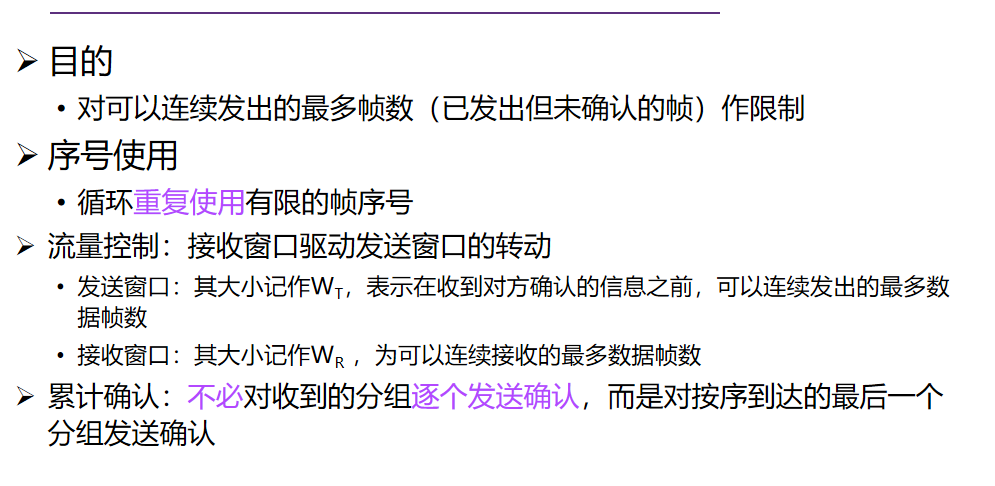 ➢ 目的
• 对可以连续发出的最多帧数（已发出但未确认的帧）作限制
➢ 序号使用
• 循环重复使用有限的帧序号
➢ 流量控制：接收窗口驱动发送窗口的转动
• 发送窗口：其大小记作WT，表示在收到对方确认的信息之前，可以连续发出的最多数
据帧数
• 接收窗口：其大小记作WR ，为可以连续接收的最多数据帧数
➢ 累计确认：不必对收到的分组逐个发送确认，而是对按序到达的最后一个
分组发送确认